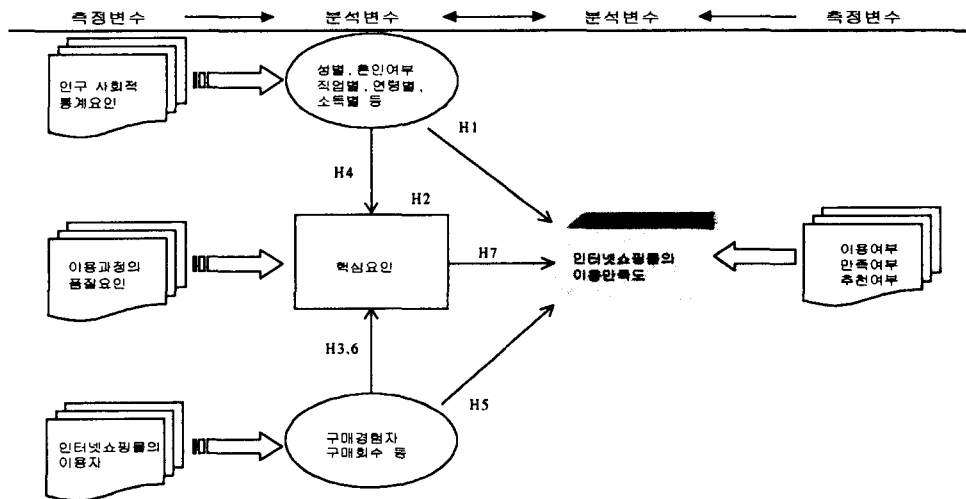 측정변수
분석변수
분석변수
측정변수
인구 사회적
통계요인
성별, 혼인여부
직업별, 연령별,
소득별 등
H1
H4
H2
이용과정의
품질요인
핵심요인
H7
인터넷쇼핑몰의
이용만족도
이용여부
만족여부
추천여부
H3,6
H5
인터넷쇼핑몰의
이용자
구매경험자
구매회수 등